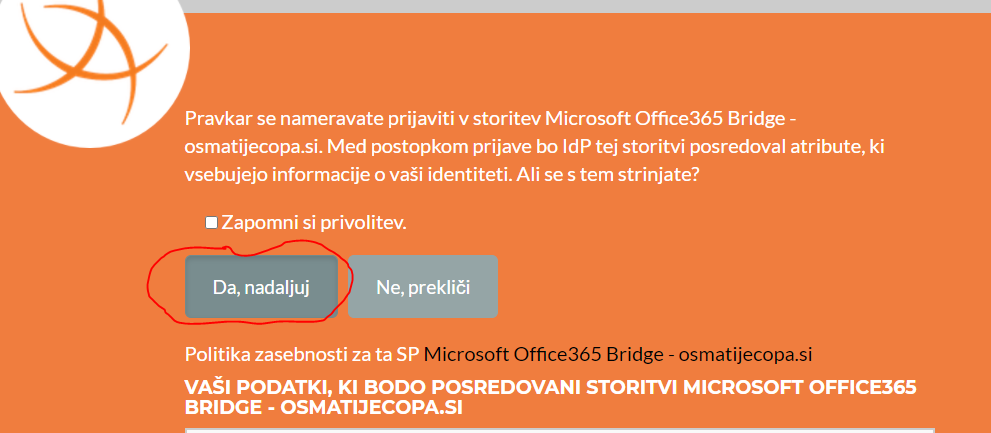 Pravkar se nameravate prijaviti v storitev Microsoft Office365 Bridge -
osmatijecopa.si. Med postopkom prijave bo IdP tej storitvi posredoval atribute, ki
vsebujejo informacije o vaši identiteti. Ali se s tem strinjate?
Zapomni si privolitev.
Da, nadaljuj Ne, prekliči
Politika zasebnosti za ta SP Microsoft Office365 Bridge - osmatijecopa.si
VAŠI PODATKI, KI BODO POSREDOVANI STORITVI MICROSOFT OFFICE365
BRIDGE - OSMATIJECOPA.SI